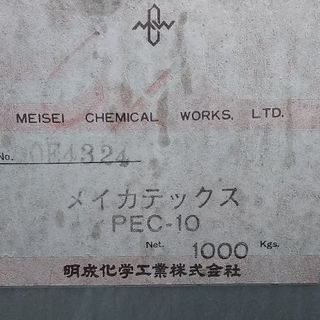 MEISEI CHEMICAL WORKS, LTD.
No. 0E4324
メイカテックス
PEC-10
Net. 1000 Kgs.
明成化学工業株式会社